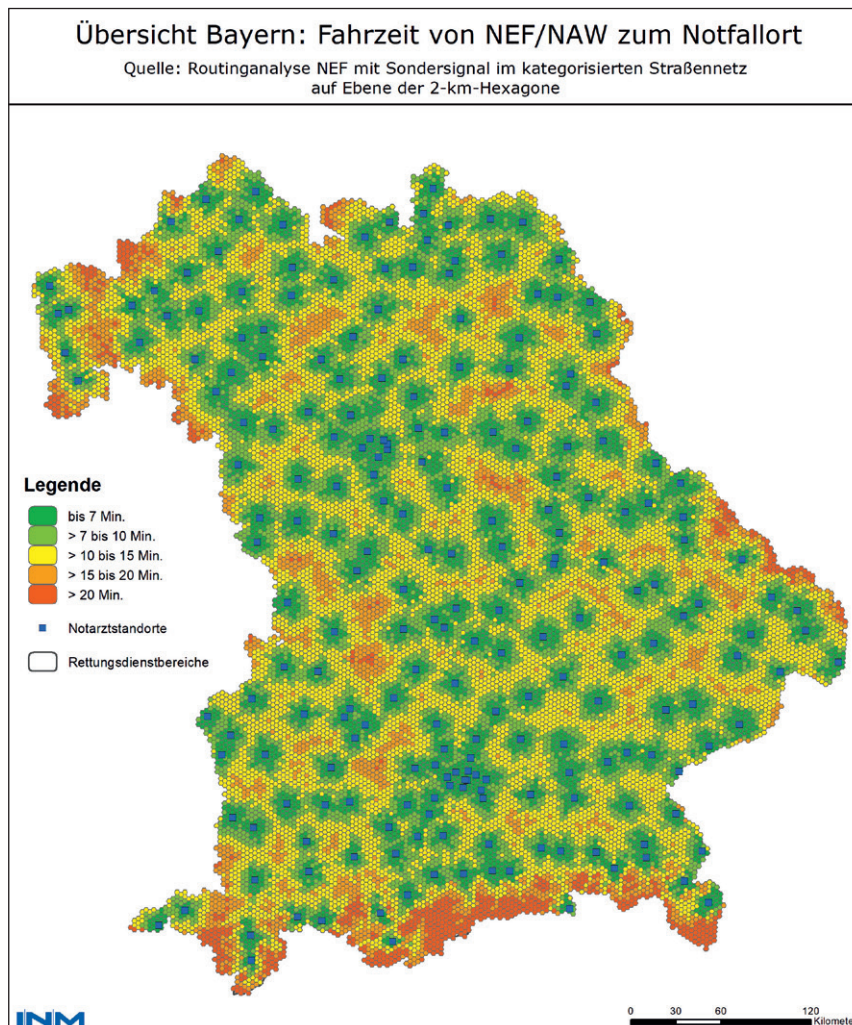 Übersicht Bayern: Fahrzeit von NEF/NAW zum Notfallort
Quelle: Routinganalyse NEF mit Sondersignal im kategorisierten Straßennetz
auf Ebene der 2-km-Hexagone
Legende
bis 7 Min.
> 7 bis 10 Min.
> 10 bis 15 Min.
> 15 bis 20 Min.
> 20 Min.
Notarztstandorte
Rettungsdienstbereiche
INM
0 30 60 120
Kilomete